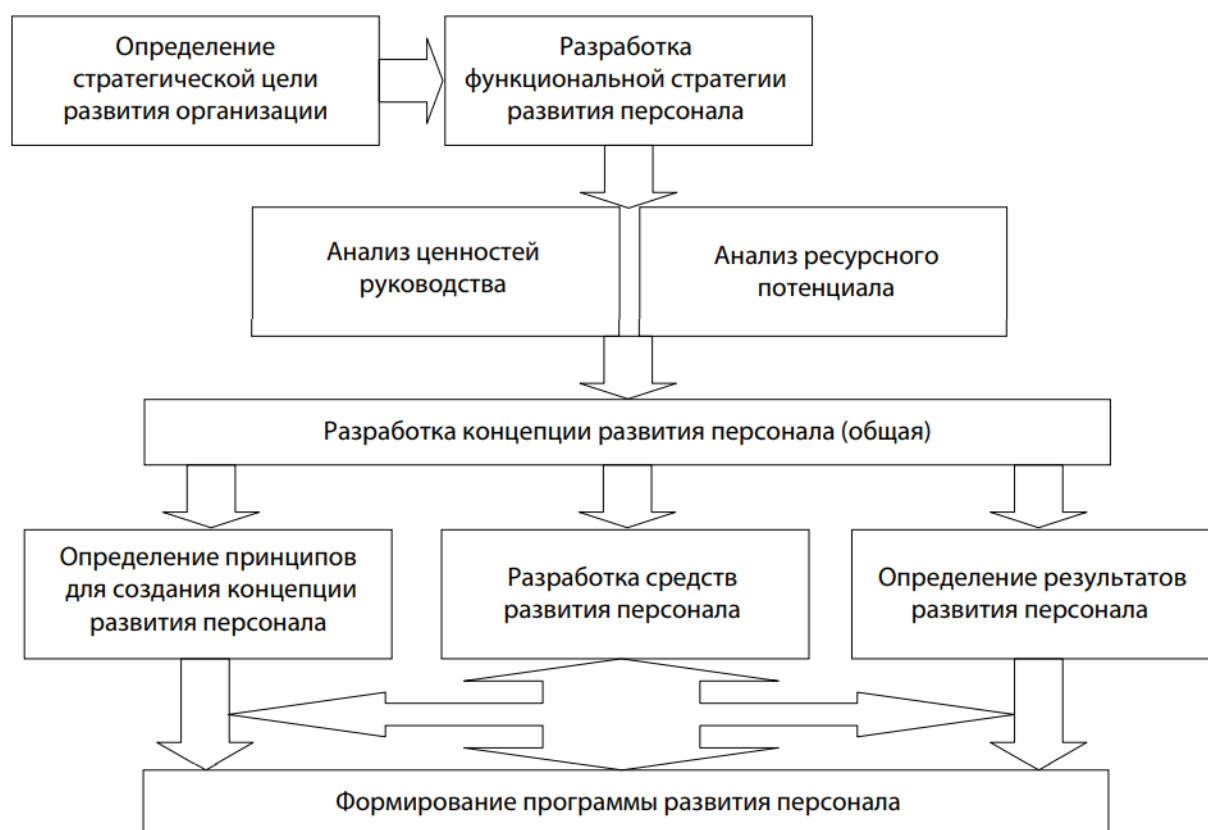 Определение
стратегической цели
развития организации
Разработка
функциональной стратегии
развития персонала
Анализ ценностей
руководства
Анализ ресурсного
потенциала
Разработка концепции развития персонала (общая)
Определение принципов
для создания концепции
развития персонала
Разработка средств
развития персонала
Определение результатов
развития персонала
Формирование программы развития персонала